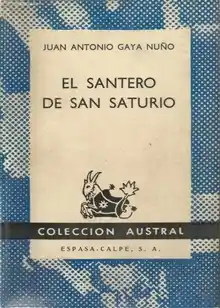 JUAN ANTONIO GAYA NUÑO
EL SANTERO
DE SAN SATURIO
COLECCION AUSTRAL
ESPASA-CALPE, S. A.